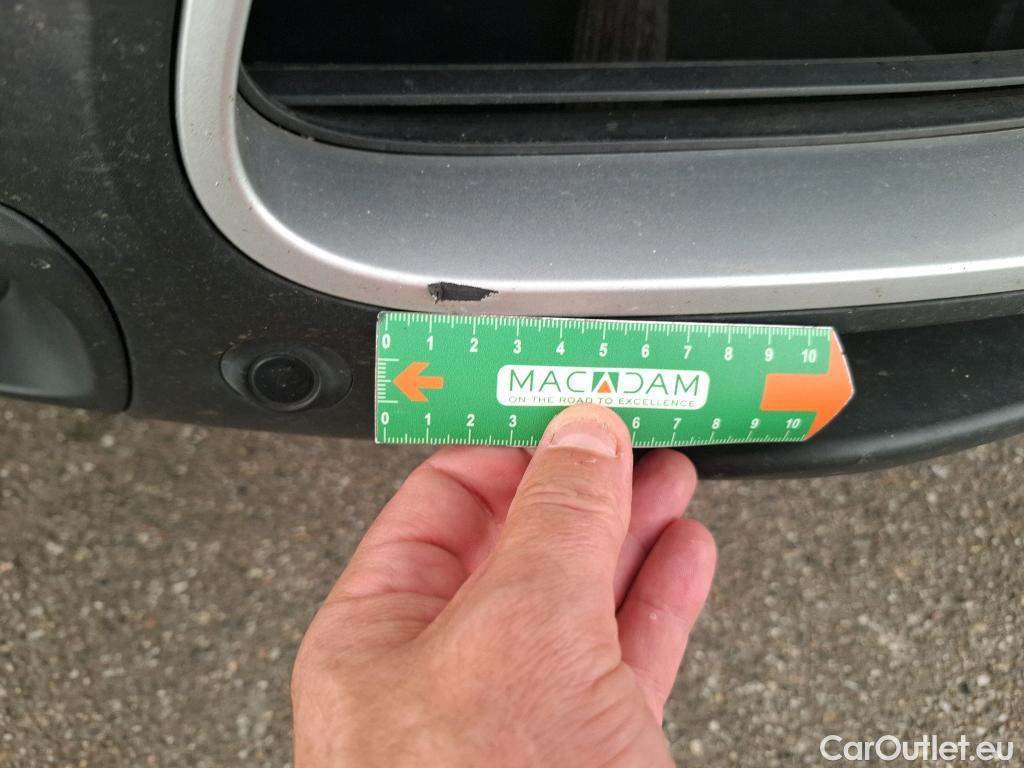 0 1 2 3 4 5 6 7 8 9 10
MACADAM
ON THE ROAD TO EXCELLENCE
0 1 2 3 6 7 8 9 10
CarOutlet.eu